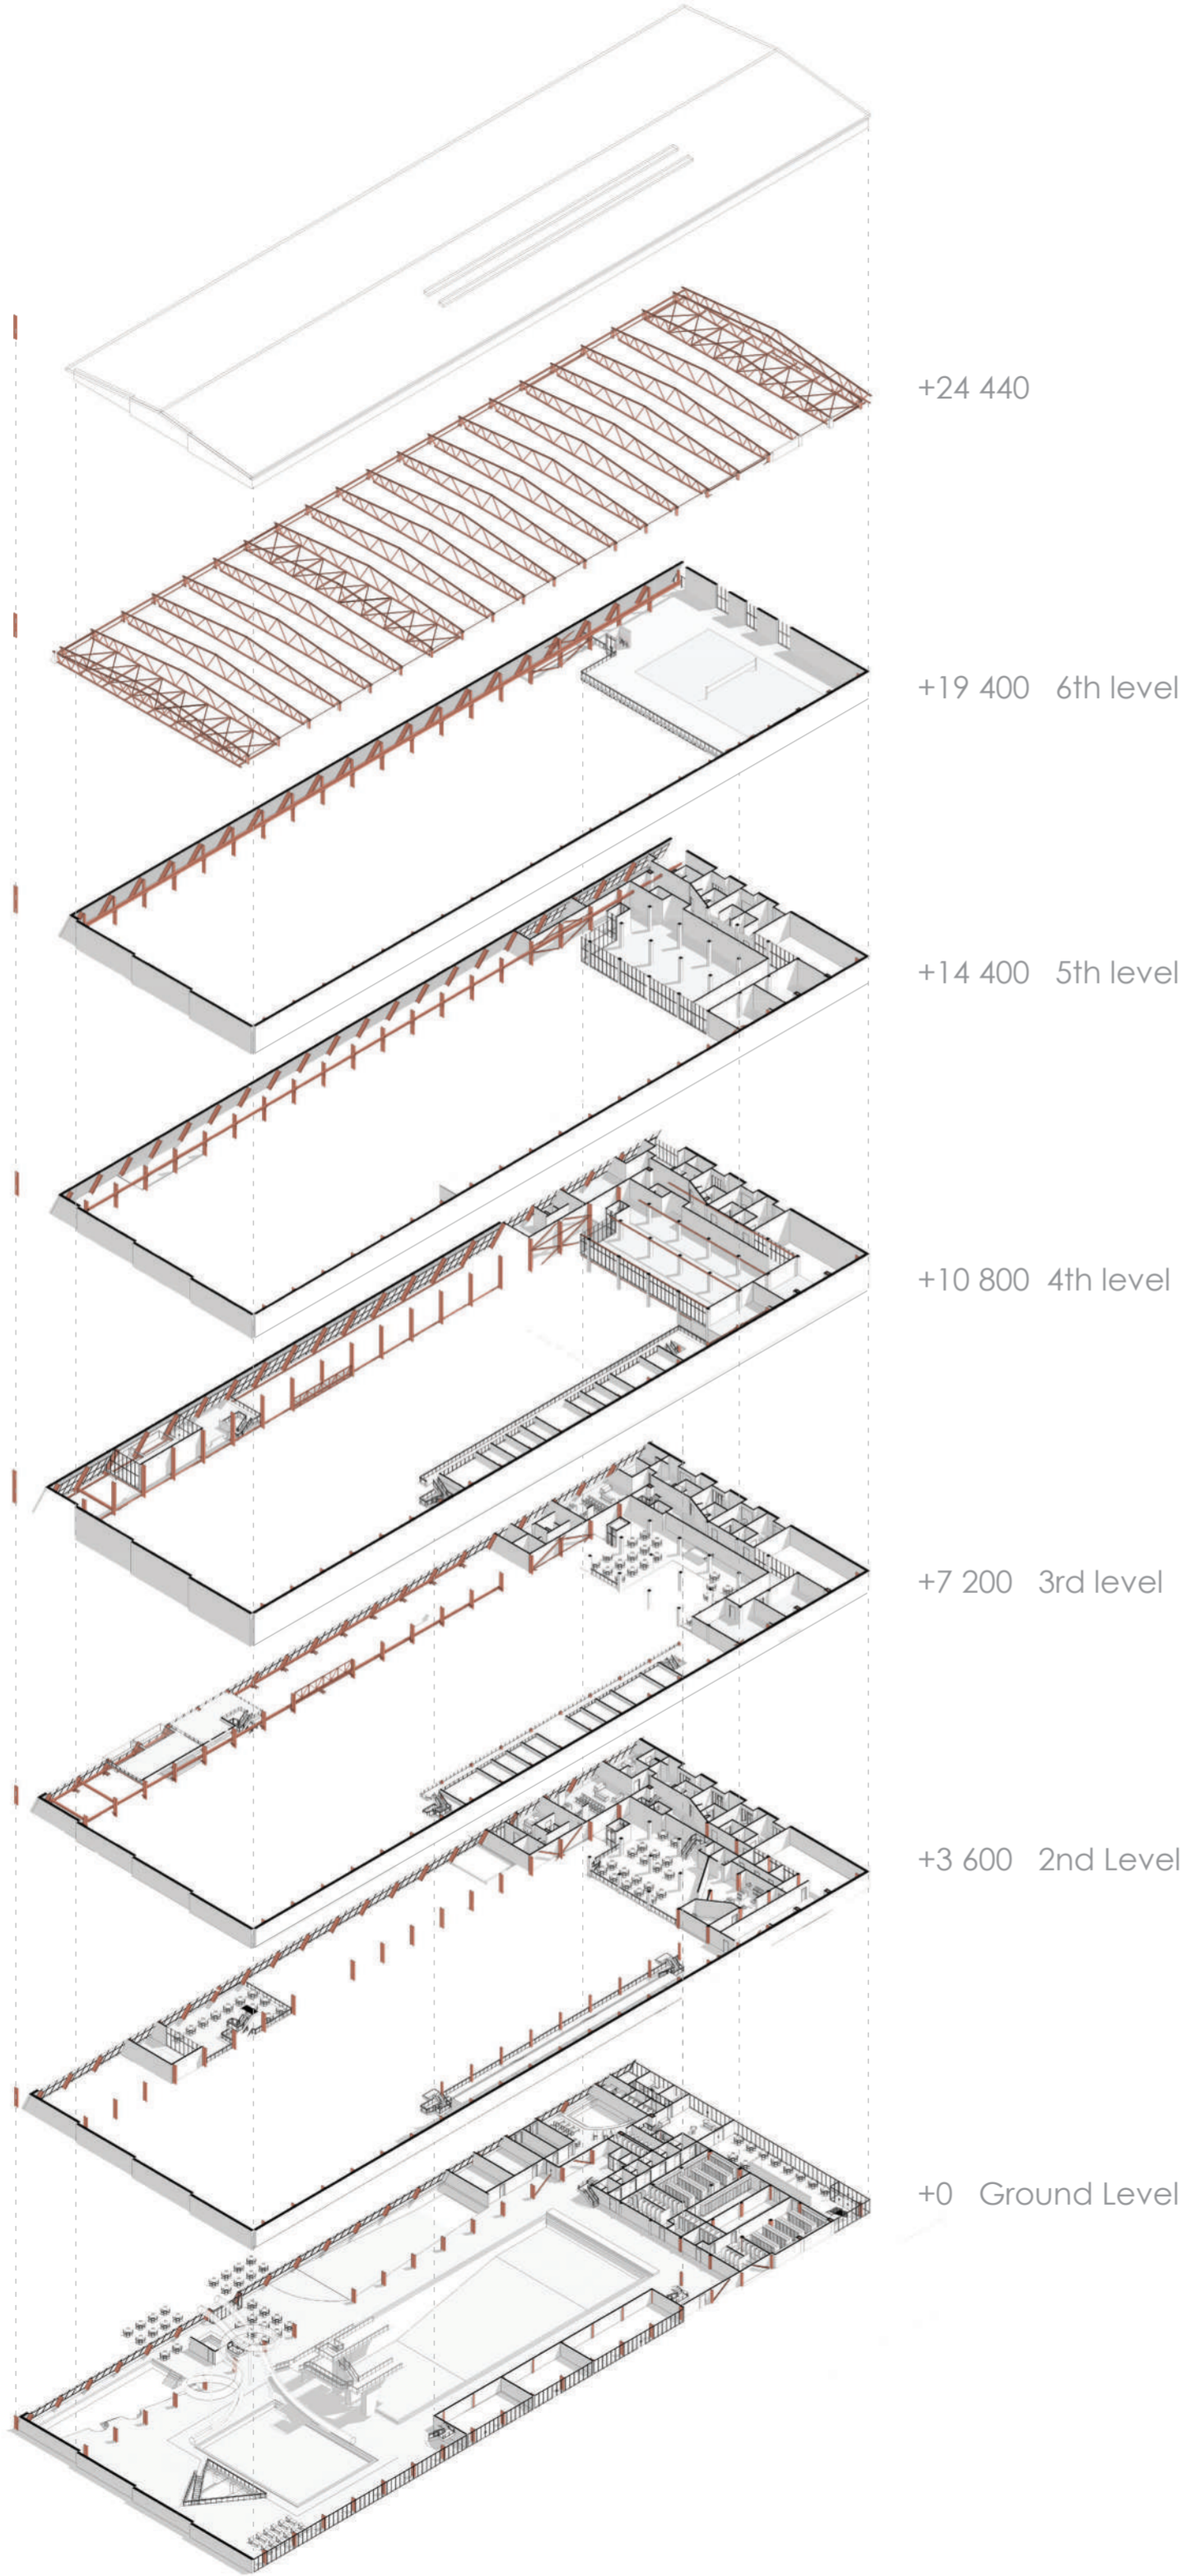 +24 440
+19 400 6th level
+14 400 5th level
+10 800 4th level
+7 200 3rd level
+3 600 2nd Level
+0 Ground Level